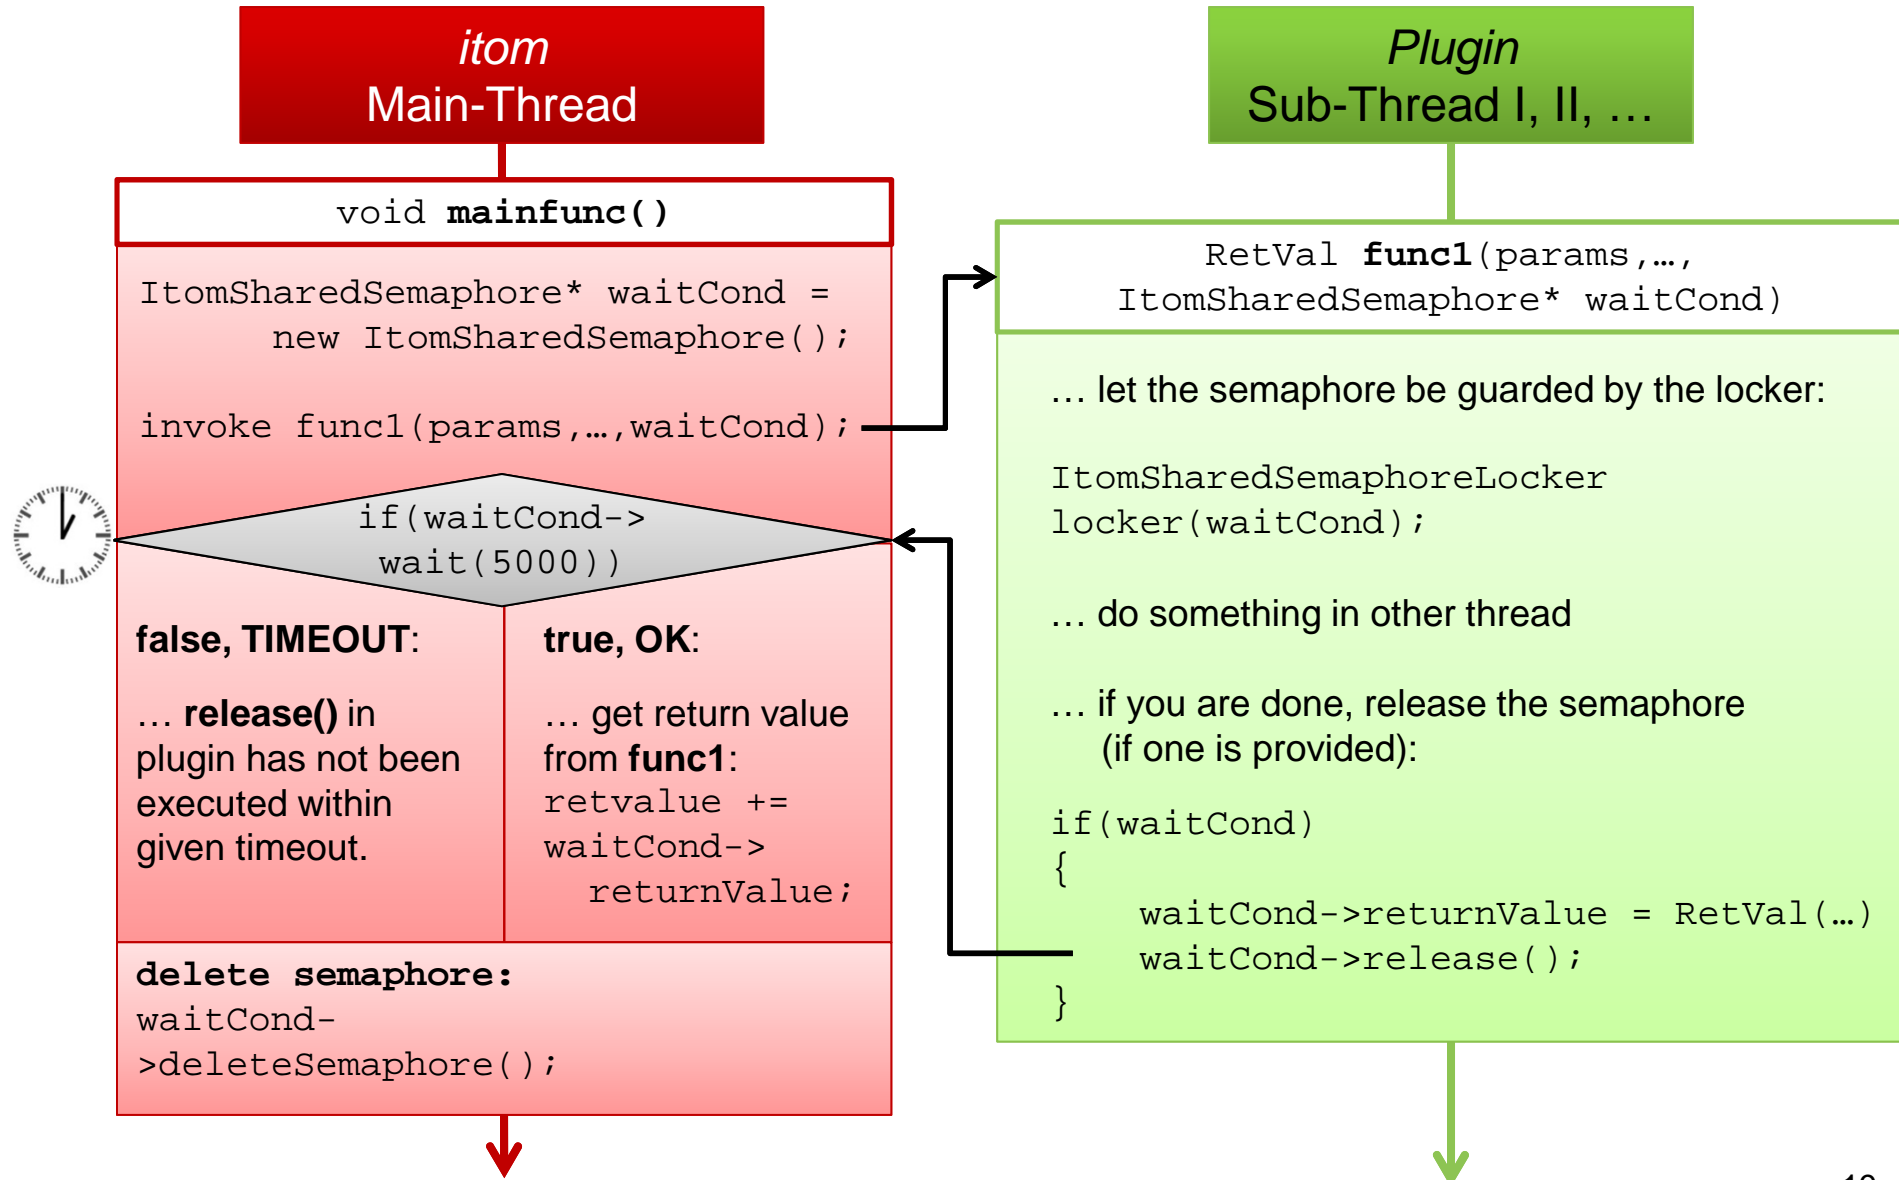 itom
Main-Thread
void mainfunc()
ItomSharedSemaphore* waitCond =
new ItomSharedSemaphore();
invoke func1(params,…,waitCond);
if(waitCond->
wait(5000))
false, TIMEOUT:
… release() in
plugin has not been
executed within
given timeout.
true, OK:
… get return value
from func1:
retvalue +=
waitCond->
returnValue;
delete semaphore:
waitCond-
>deleteSemaphore();
Plugin
Sub-Thread I, II, …
RetVal func1(params,…,
ItomSharedSemaphore* waitCond)
… let the semaphore be guarded by the locker:
ItomSharedSemaphoreLocker
locker(waitCond);
… do something in other thread
… if you are done, release the semaphore
(if one is provided):
if(waitCond)
{
waitCond->returnValue = RetVal(…)
waitCond->release();
}